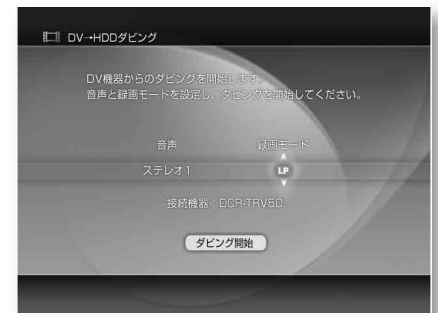 DV→HDDダビング
DV機器からのダビングを開始します。
音声と録画モードを設定し、ダビングを開始してください。
音声 録画モード
ステレオ1 LP
接続機器：DCR-TRV50
ダビング開始